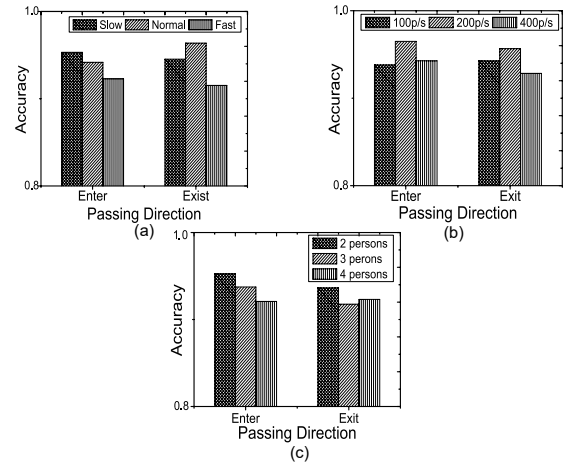 1.0
Slow Normal Fast
Accuracy
0.8
Enter Exist
Passing Direction
(a)
1.0
100p/s 200p/s 400p/s
Accuracy
0.8
Enter Exit
Passing Direction
(b)
1.0
2 persons
3 perons
4 persons
Accuracy
0.8
Enter Exit
Passing Direction
(c)